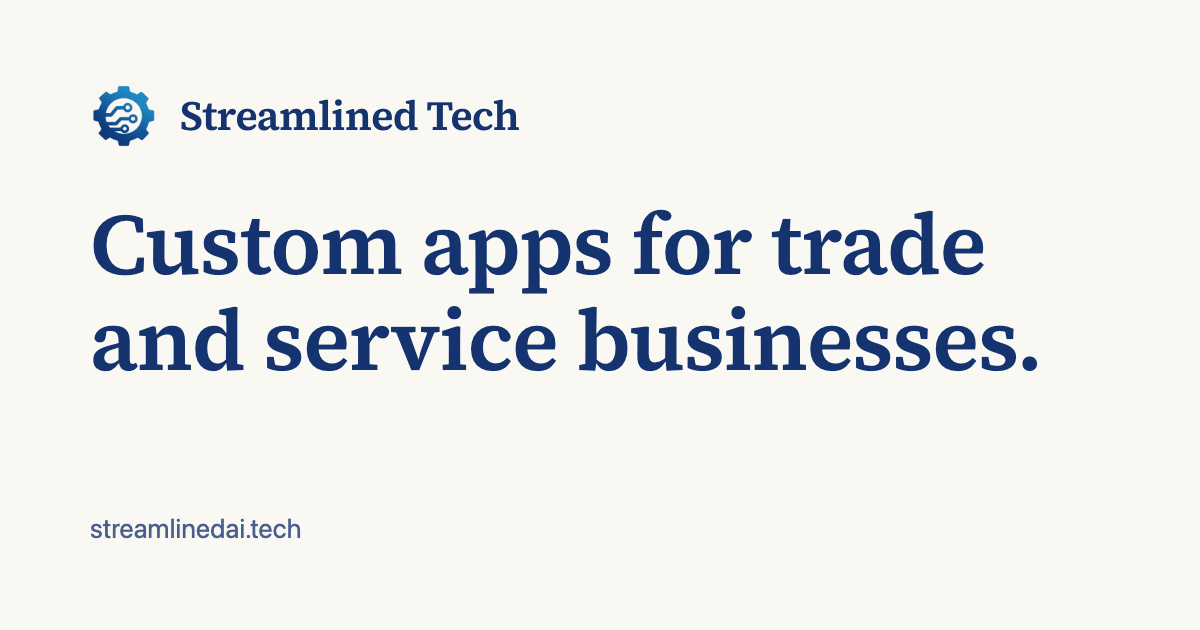 Streamlined Tech
Custom apps for trade
and service businesses.
streamlinedai.tech